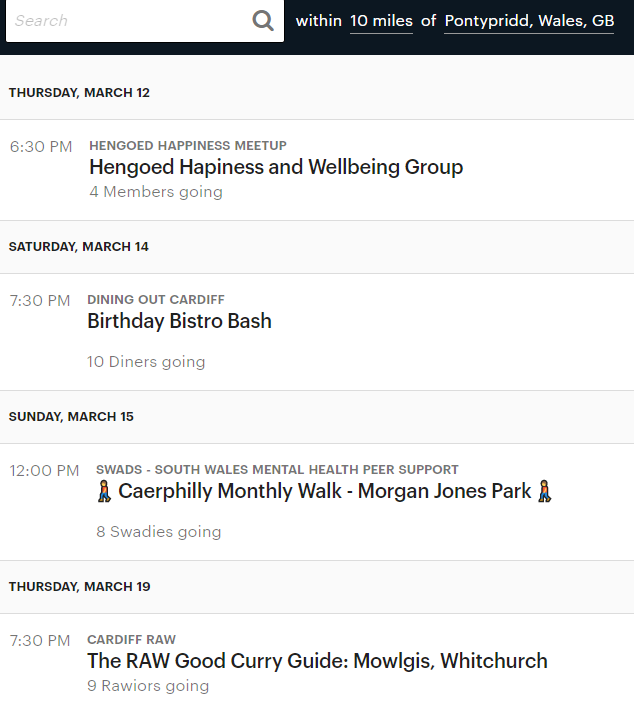 Search within 10 miles of Pontypridd, Wales, GB
THURSDAY, MARCH 12
6:30 PM HENGOED HAPPINESS MEETUP
Hengoed Hapiness and Wellbeing Group
4 Members going
SATURDAY, MARCH 14
7:30 PM DINING OUT CARDIFF
Birthday Bistro Bash
10 Diners going
SUNDAY, MARCH 15
12:00 PM SWADS - SOUTH WALES MENTAL HEALTH PEER SUPPORT
Caerphilly Monthly Walk - Morgan Jones Park
8 Swadies going
THURSDAY, MARCH 19
7:30 PM CARDIFF RAW
The RAW Good Curry Guide: Mowlgis, Whitchurch
9 Rawiors going